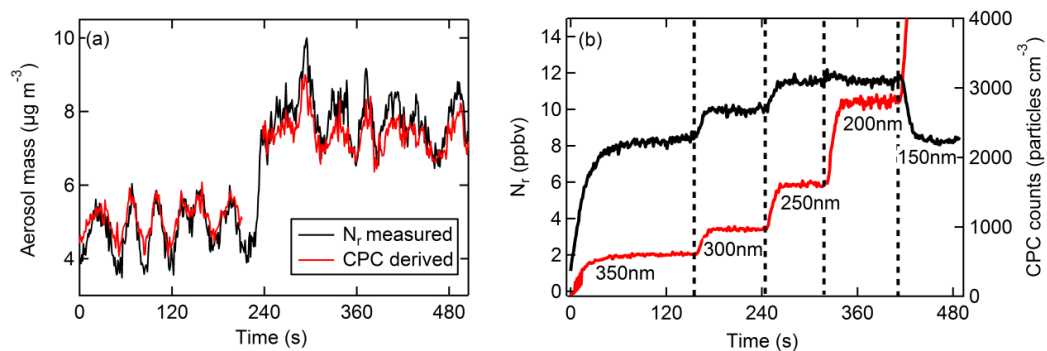 (a)
Aerosol mass (µg m⁻³)
10
8
6
4
0 120 240 360 480
Time (s)
Nr measured
CPC derived
(b)
Nr (ppbv)
14
12
10
8
6
4
2
0
350nm
300nm
250nm
200nm
150nm
0 120 240 360 480
Time (s)
4000
3000
2000
1000
0
CPC counts (particles cm⁻³)